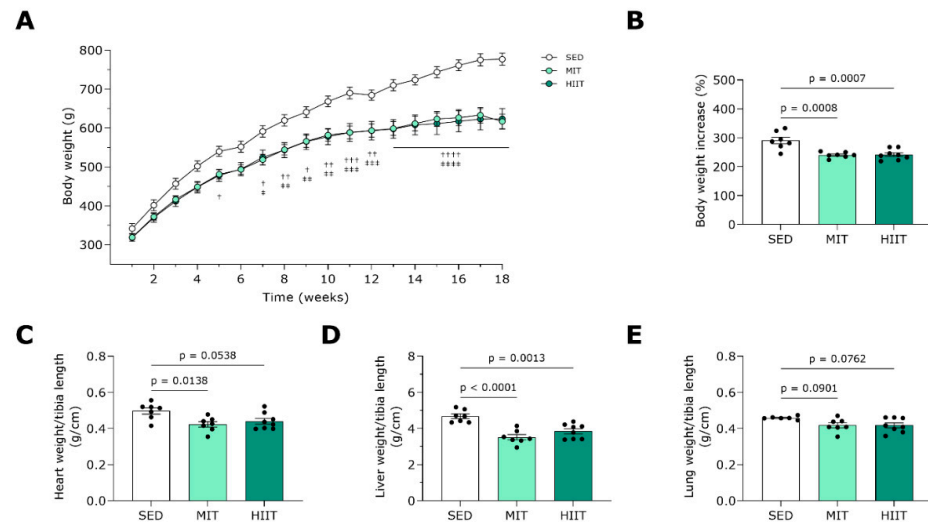 A
Body weight (g)
800
700
600
500
400
300
2 4 6 8 10 12 14 16 18
Time (weeks)
SED
MIT
HIIT
†
†
‡
††
‡‡
†
‡‡
††
‡‡
†††
‡‡‡
††
‡‡‡
††††
‡‡‡‡
B
Body weight increase (%)
500
400
300
200
100
0
p = 0.0007
p = 0.0008
SED MIT HIIT
C
Heart weight/tibia length
(g/cm)
0.8
0.6
0.4
0.2
0.0
p = 0.0538
p = 0.0138
SED MIT HIIT
D
Liver weight/tibia length
(g/cm)
8
6
4
2
0
p = 0.0013
p < 0.0001
SED MIT HIIT
E
Lung weight/tibia length
(g/cm)
0.8
0.6
0.4
0.2
0.0
p = 0.0762
p = 0.0901
SED MIT HIIT